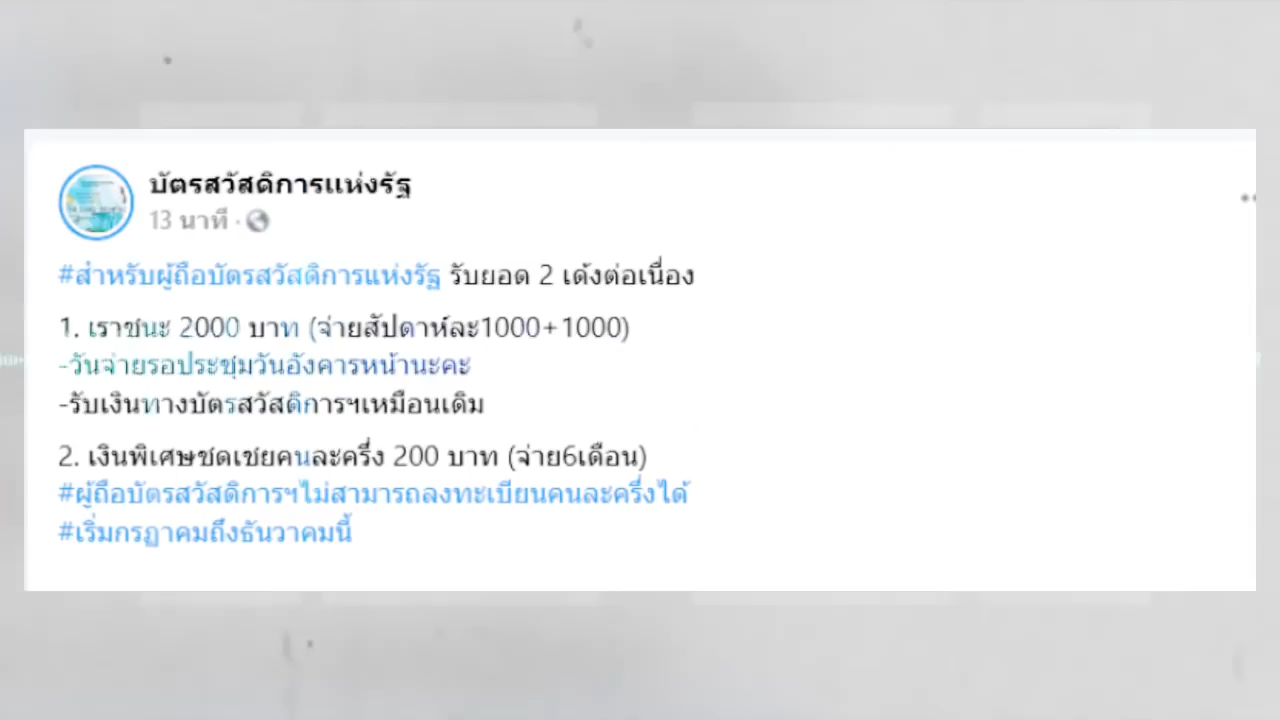 บัตรสวัสดิการแห่งรัฐ
13 นาที ·
#สำหรับผู้ถือบัตรสวัสดิการแห่งรัฐ รับยอด 2 เด้งต่อเนื่อง
1. เราชนะ 2000 บาท (จ่ายสัปดาห์ละ1000+1000)
-วันจ่ายรอประชุมวันอังคารหน้านะคะ
-รับเงินทางบัตรสวัสดิการฯเหมือนเดิม
2. เงินพิเศษชดเชยคนละครึ่ง 200 บาท (จ่าย6เดือน)
#ผู้ถือบัตรสวัสดิการฯไม่สามารถลงทะเบียนคนละครึ่งได้
#เริ่มกรฏาคมถึงธันวาคมนี้